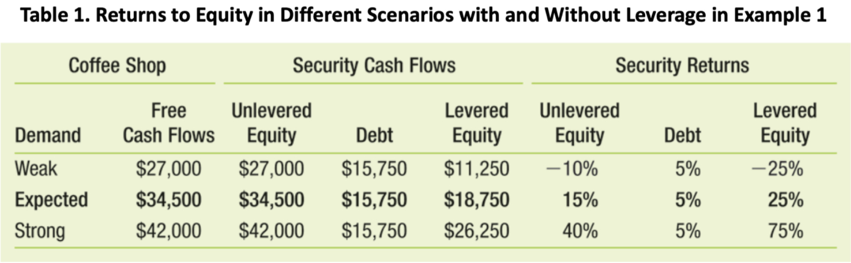 Table 1. Returns to Equity in Different Scenarios with and Without Leverage in Example 1
Coffee Shop Security Cash Flows Security Returns
Free Unlevered Levered Unlevered Levered
Demand Cash Flows Equity Debt Equity Equity Debt Equity
Weak $27,000 $27,000 $15,750 $11,250 −10% 5% −25%
Expected $34,500 $34,500 $15,750 $18,750 15% 5% 25%
Strong $42,000 $42,000 $15,750 $26,250 40% 5% 75%